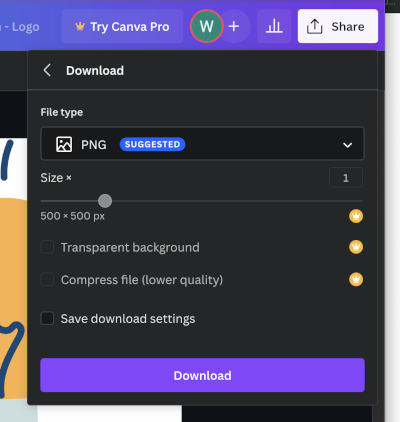 - Logo
Try Canva Pro
W
+
Share
Download
File type
PNG SUGGESTED
Size × 1
500 × 500 px
Transparent background
Compress file (lower quality)
Save download settings
Download